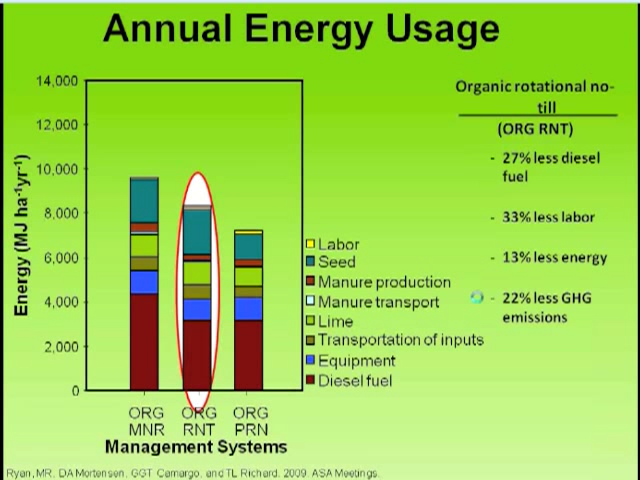 Annual Energy Usage
14,000
12,000
10,000
8,000
6,000
4,000
2,000
0
Energy (MJ ha-1yr-1)
ORG MNR
ORG RNT
ORG PRN
Management Systems
Labor
Seed
Manure production
Manure transport
Lime
Transportation of inputs
Equipment
Diesel fuel
Organic rotational no-
till
(ORG RNT)
- 27% less diesel
fuel
- 33% less labor
- 13% less energy
- 22% less GHG
emissions
Ryan, MR, DA Mortensen, GGT Camargo, and TL Richard. 2009. ASA Meetings.